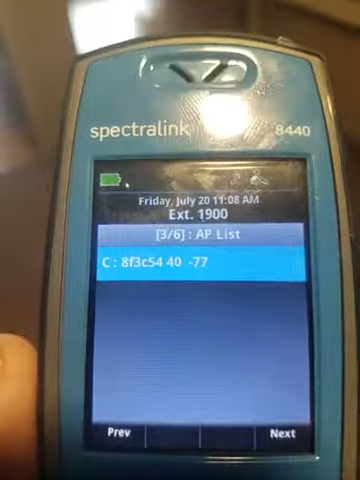 spectralink 8440
Friday, July 20 11:08 AM
Ext. 1900
[3/6] : AP List
C : 8f3c54 40 -77
Prev Next